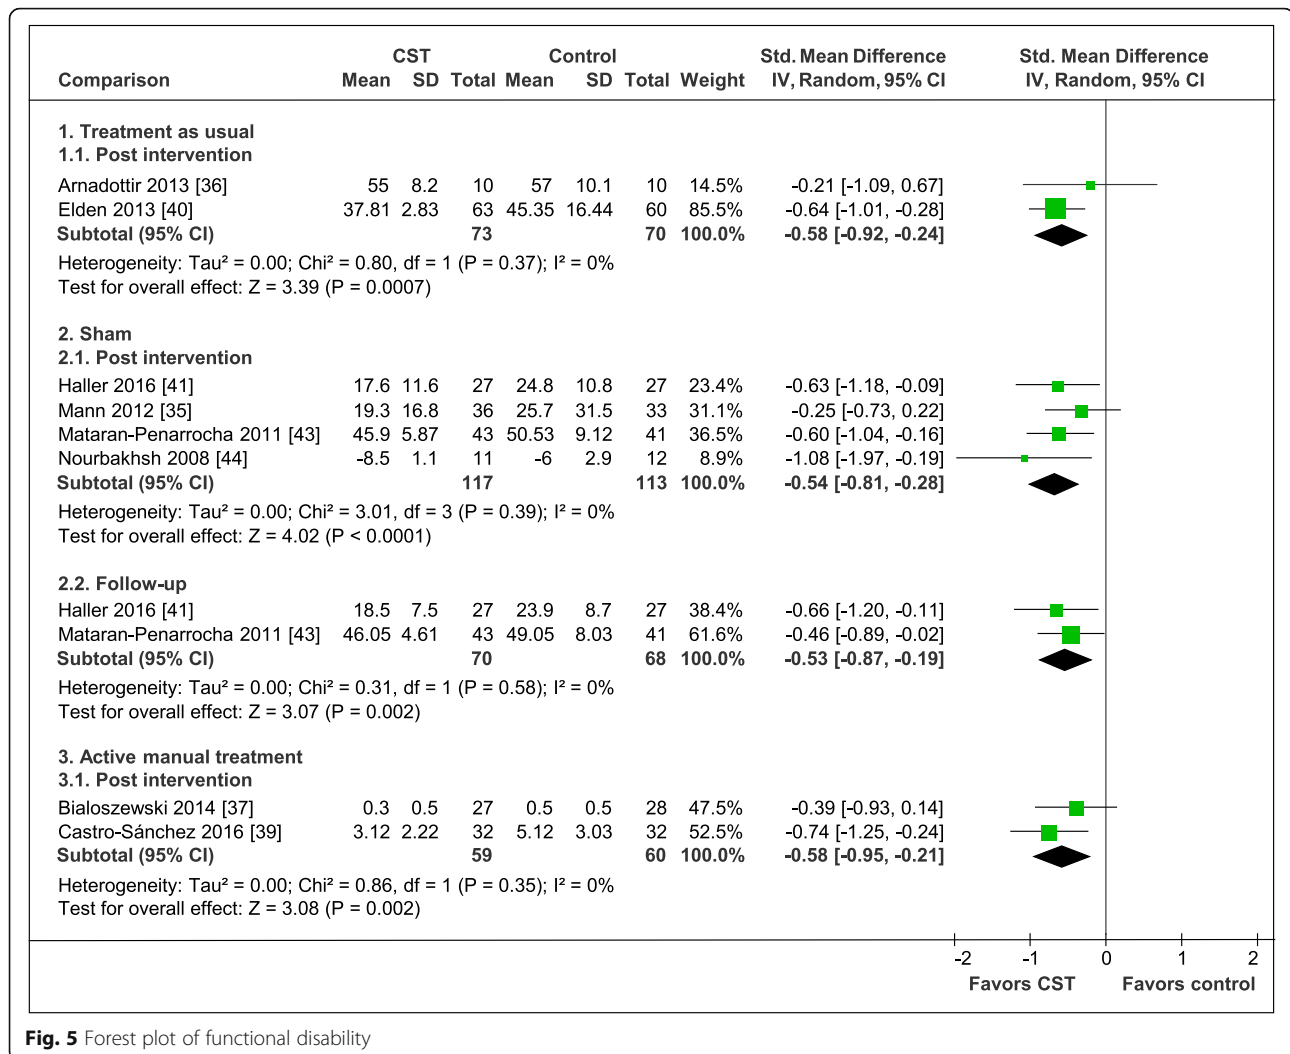 CST Control Std. Mean Difference Std. Mean Difference
Comparison Mean SD Total Mean SD Total Weight IV, Random, 95% CI IV, Random, 95% CI
1. Treatment as usual
1.1. Post intervention
Arnadottir 2013 [36] 55 8.2 10 57 10.1 10 14.5% -0.21 [-1.09, 0.67]
Elden 2013 [40] 37.81 2.83 63 45.35 16.44 60 85.5% -0.64 [-1.01, -0.28]
Subtotal (95% CI) 73 70 100.0% -0.58 [-0.92, -0.24]
Heterogeneity: Tau² = 0.00; Chi² = 0.80, df = 1 (P = 0.37); I² = 0%
Test for overall effect: Z = 3.39 (P = 0.0007)
2. Sham
2.1. Post intervention
Haller 2016 [41] 17.6 11.6 27 24.8 10.8 27 23.4% -0.63 [-1.18, -0.09]
Mann 2012 [35] 19.3 16.8 36 25.7 31.5 33 31.1% -0.25 [-0.73, 0.22]
Mataran-Penarrocha 2011 [43] 45.9 5.87 43 50.53 9.12 41 36.5% -0.60 [-1.04, -0.16]
Nourbakhsh 2008 [44] -8.5 1.1 11 -6 2.9 12 8.9% -1.08 [-1.97, -0.19]
Subtotal (95% CI) 117 113 100.0% -0.54 [-0.81, -0.28]
Heterogeneity: Tau² = 0.00; Chi² = 3.01, df = 3 (P = 0.39); I² = 0%
Test for overall effect: Z = 4.02 (P < 0.0001)
2.2. Follow-up
Haller 2016 [41] 18.5 7.5 27 23.9 8.7 27 38.4% -0.66 [-1.20, -0.11]
Mataran-Penarrocha 2011 [43] 46.05 4.61 43 49.05 8.03 41 61.6% -0.46 [-0.89, -0.02]
Subtotal (95% CI) 70 68 100.0% -0.53 [-0.87, -0.19]
Heterogeneity: Tau² = 0.00; Chi² = 0.31, df = 1 (P = 0.58); I² = 0%
Test for overall effect: Z = 3.07 (P = 0.002)
3. Active manual treatment
3.1. Post intervention
Bialoszewski 2014 [37] 0.3 0.5 27 0.5 0.5 28 47.5% -0.39 [-0.93, 0.14]
Castro-Sánchez 2016 [39] 3.12 2.22 32 5.12 3.03 32 52.5% -0.74 [-1.25, -0.24]
Subtotal (95% CI) 59 60 100.0% -0.58 [-0.95, -0.21]
Heterogeneity: Tau² = 0.00; Chi² = 0.86, df = 1 (P = 0.35); I² = 0%
Test for overall effect: Z = 3.08 (P = 0.002)
-2 -1 0 1 2
Favors CST Favors control
Fig. 5 Forest plot of functional disability